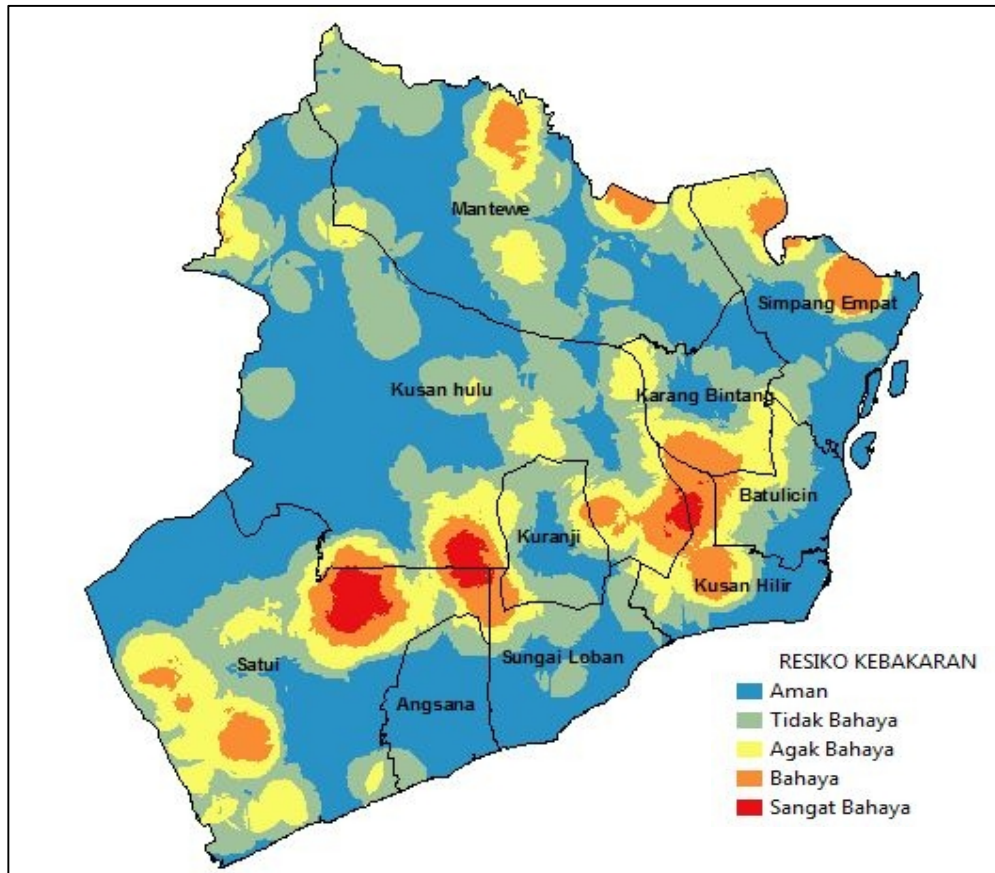 Mantewe
Simpang Empat
Kusan hulu
Karang Bintang
Batulicin
Kuranji
Kusan Hilir
Sungai Loban
Satui
Angsana
RESIKO KEBAKARAN
Aman
Tidak Bahaya
Agak Bahaya
Bahaya
Sangat Bahaya